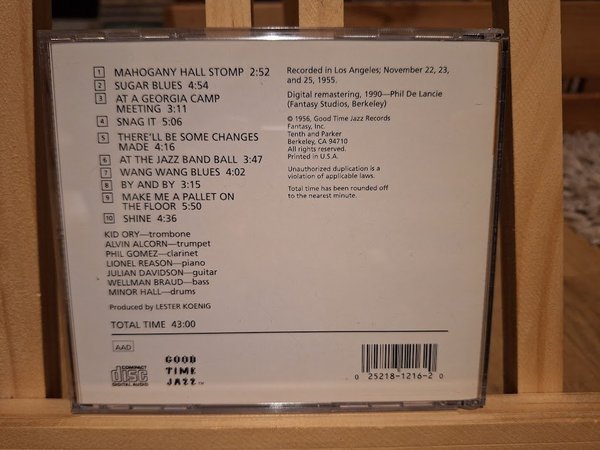 1 MAHOGANY HALL STOMP 2:52
2 SUGAR BLUES 4:54
3 AT A GEORGIA CAMP
MEETING 3:11
4 SNAG IT 5:06
5 THERE'LL BE SOME CHANGES
MADE 4:16
6 AT THE JAZZ BAND BALL 3:47
7 WANG WANG BLUES 4:02
8 BY AND BY 3:15
9 MAKE ME A PALLET ON
THE FLOOR 5:50
10 SHINE 4:36
KID ORY—trombone
ALVIN ALCORN—trumpet
PHIL GOMEZ—clarinet
LIONEL REASON—piano
JULIAN DAVIDSON—guitar
WELLMAN BRAUD—bass
MINOR HALL—drums
Produced by LESTER KOENIG
TOTAL TIME 43:00
Recorded in Los Angeles; November 22, 23,
and 25, 1955.
Digital remastering, 1990—Phil De Lancie
(Fantasy Studios, Berkeley)
© 1956, Good Time Jazz Records
Fantasy, Inc.
Tenth and Parker
Berkeley, CA 94710
All rights reserved.
Printed in U.S.A.
Unauthorized duplication is a
violation of applicable laws.
Total time has been rounded off
to the nearest minute.
AAD
COMPACT
disc
DIGITAL AUDIO
GOOD
TIME
JAZZ™
0 25218-1216-2 0